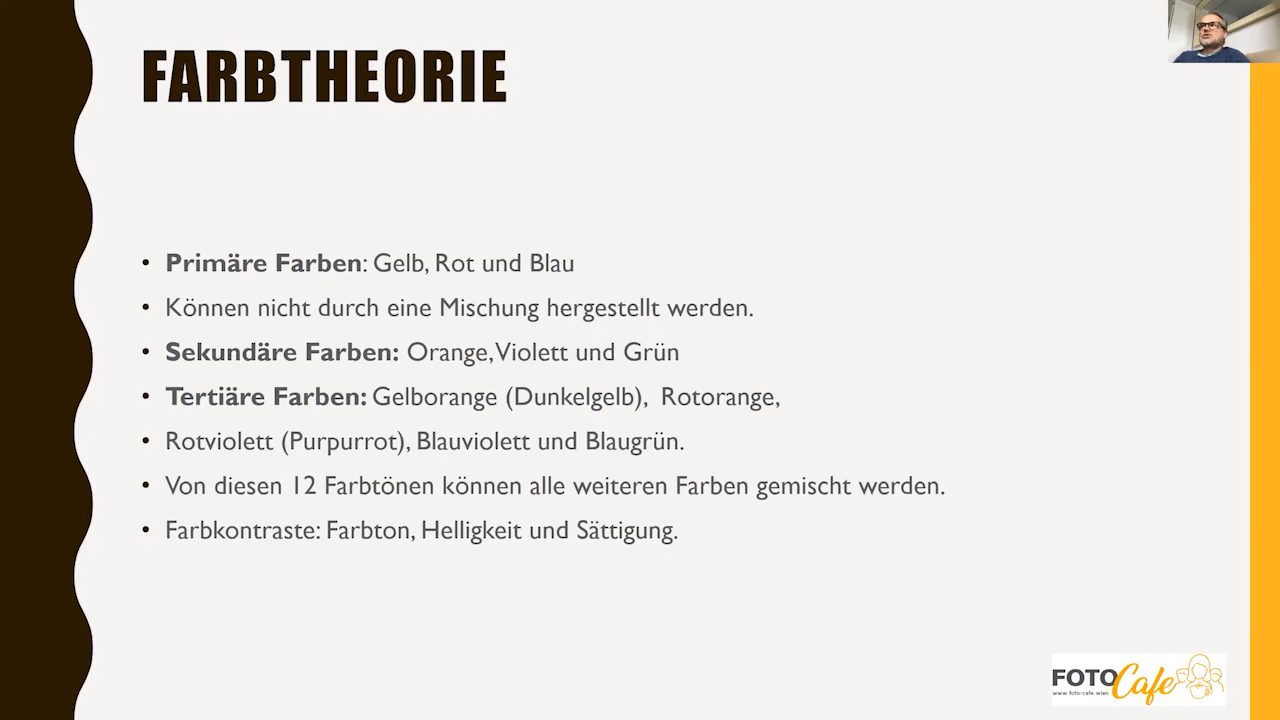 FARBTHEORIE
• Primäre Farben: Gelb, Rot und Blau
• Können nicht durch eine Mischung hergestellt werden.
• Sekundäre Farben: Orange, Violett und Grün
• Tertiäre Farben: Gelborange (Dunkelgelb), Rotorange,
• Rotviolett (Purpurrot), Blauviolett und Blaugrün.
• Von diesen 12 Farbtönen können alle weiteren Farben gemischt werden.
• Farbkontraste: Farbton, Helligkeit und Sättigung.
FOTO Cafe
www.foto-cafe.wien